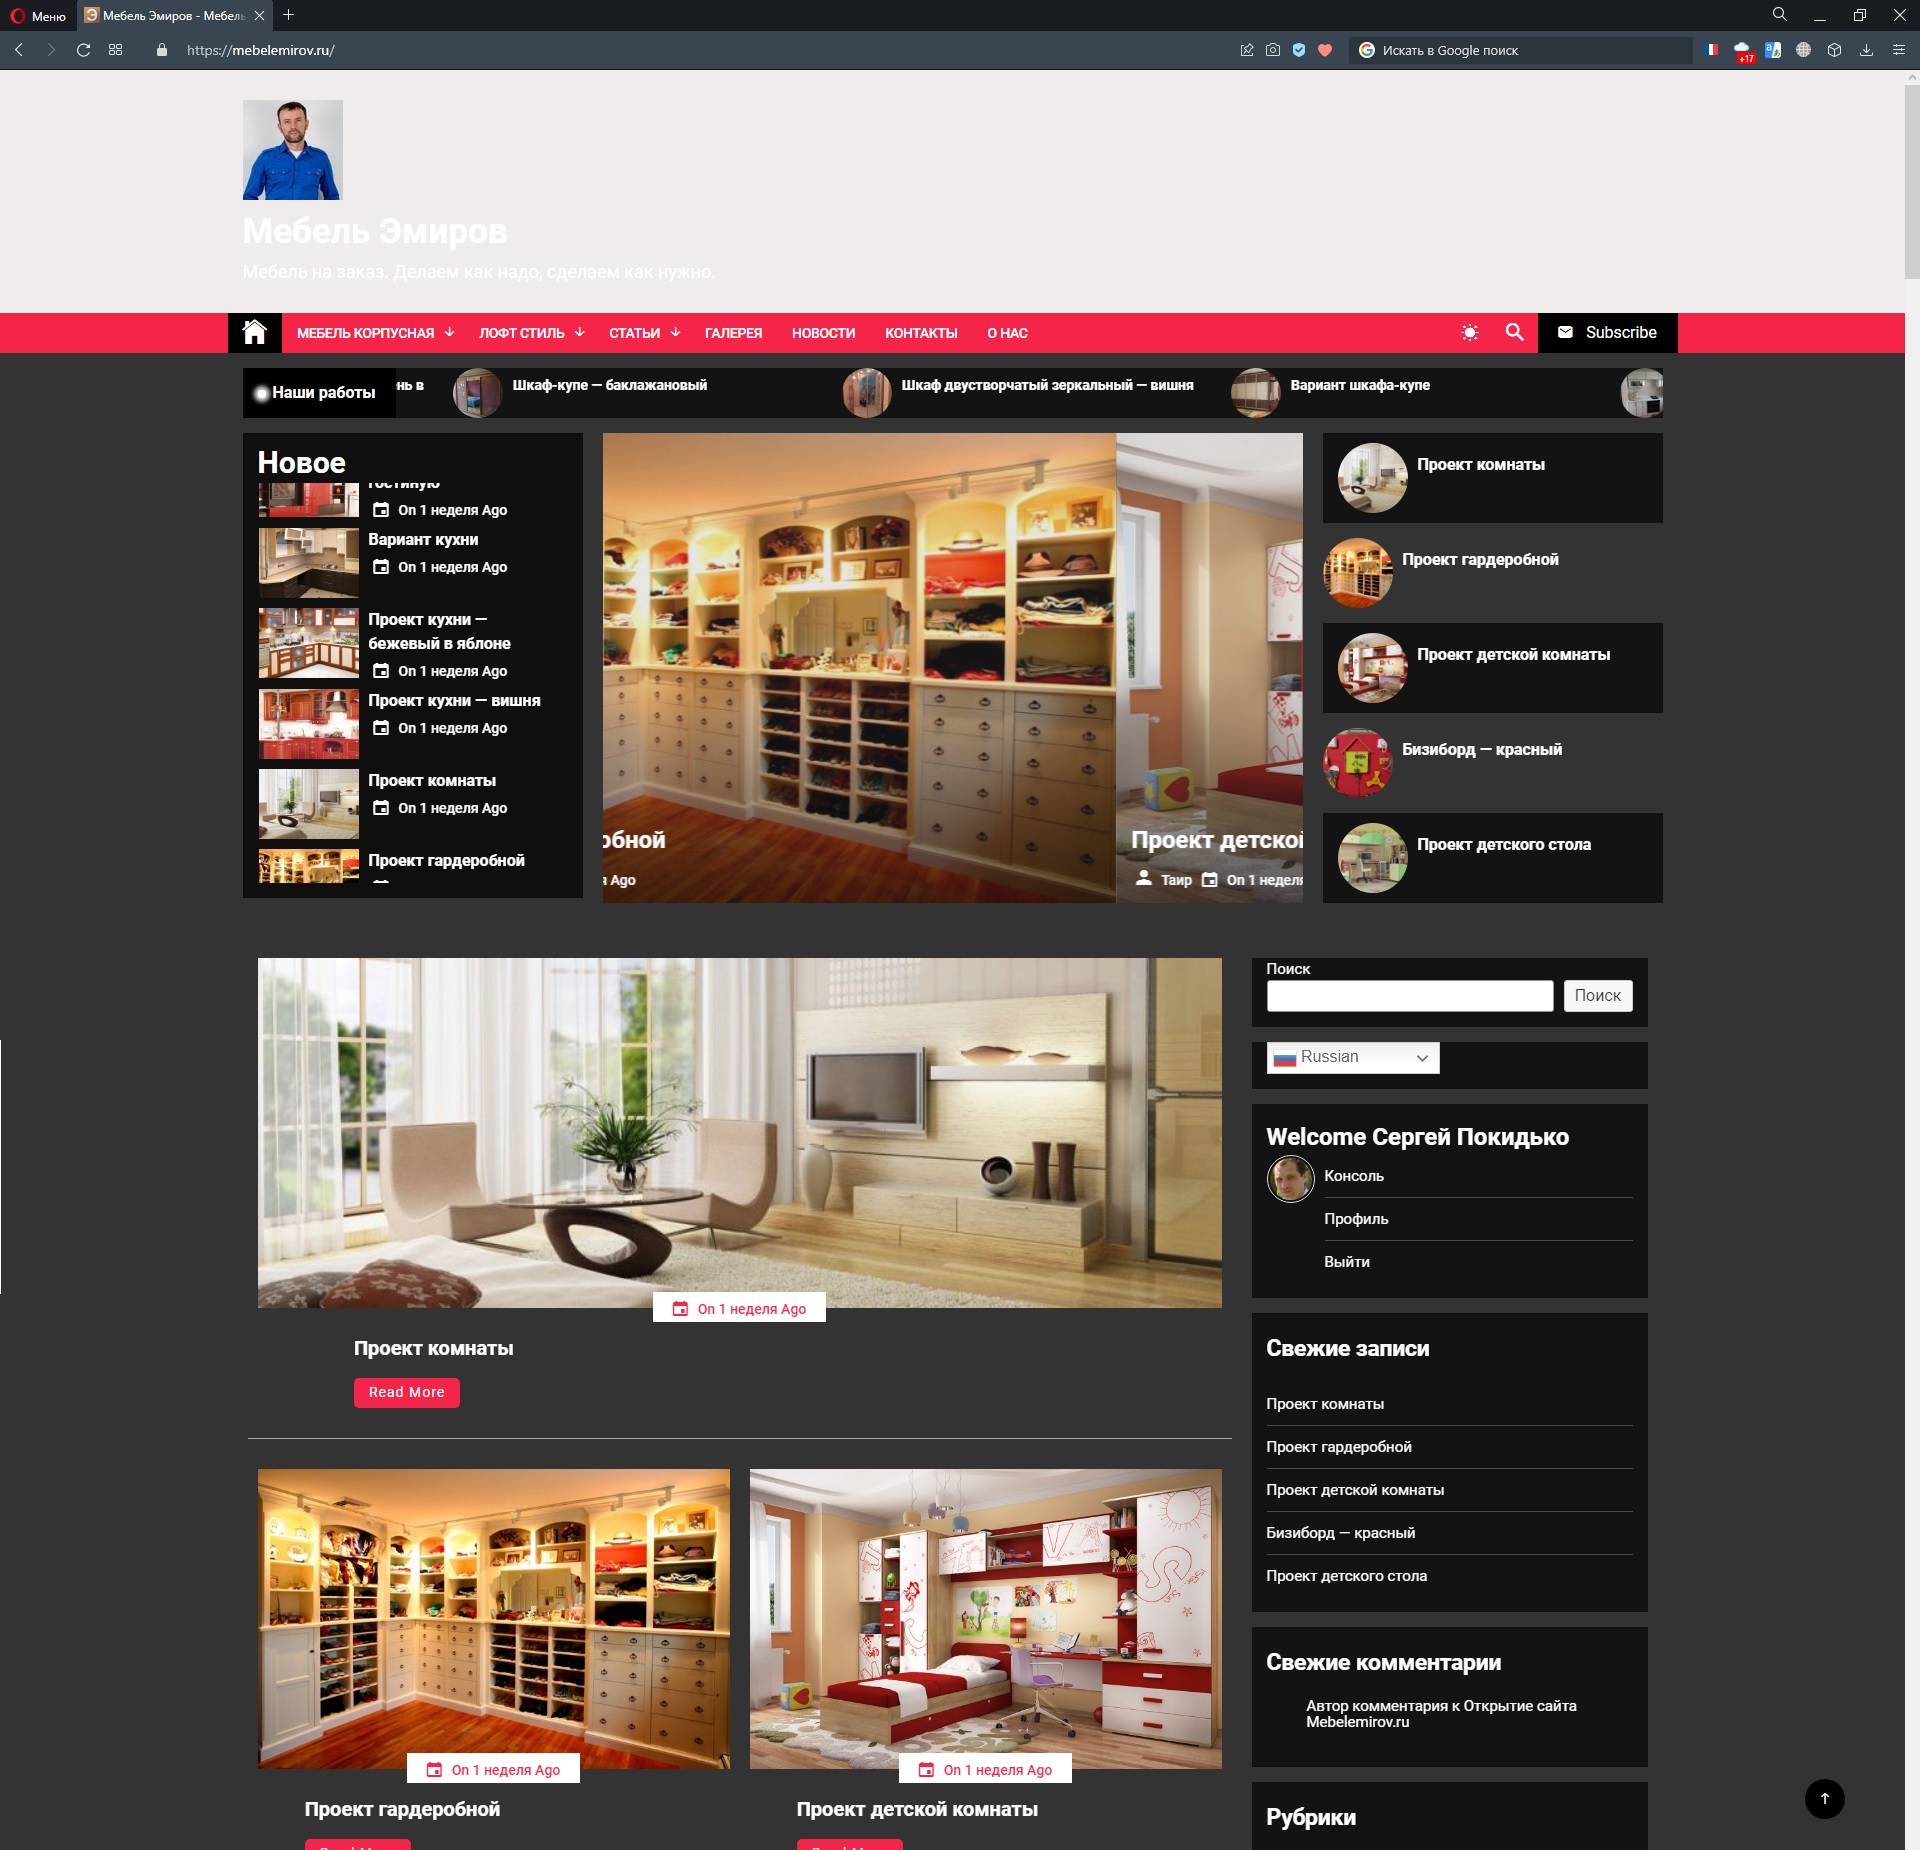 Меню
Мебель Эмиров - Мебель
https://mebelemirov.ru/
Искать в Google поиск
+17
Мебель Эмиров
Мебель на заказ. Делаем как надо, сделаем как нужно.
МЕБЕЛЬ КОРПУСНАЯ
ЛОФТ СТИЛЬ
СТАТЬИ
ГАЛЕРЕЯ
НОВОСТИ
КОНТАКТЫ
О НАС
Subscribe
Наши работы
нь в
Шкаф-купе — баклажановый
Шкаф двустворчатый зеркальный — вишня
Вариант шкафа-купе
Новое
гостиную
On 1 неделя Ago
Вариант кухни
On 1 неделя Ago
Проект кухни —
бежевый в яблоне
On 1 неделя Ago
Проект кухни — вишня
On 1 неделя Ago
Проект комнаты
On 1 неделя Ago
Проект гардеробной
обной
я Ago
Проект детской
Таир On 1 неделя
Проект комнаты
Проект гардеробной
Проект детской комнаты
Бизиборд — красный
Проект детского стола
On 1 неделя Ago
Проект комнаты
Read More
On 1 неделя Ago
Проект гардеробной
Read More
On 1 неделя Ago
Проект детской комнаты
Read More
Поиск
Поиск
Russian
Welcome Сергей Покидько
Консоль
Профиль
Выйти
Свежие записи
Проект комнаты
Проект гардеробной
Проект детской комнаты
Бизиборд — красный
Проект детского стола
Свежие комментарии
Автор комментария к Открытие сайта
Mebelemirov.ru
Рубрики